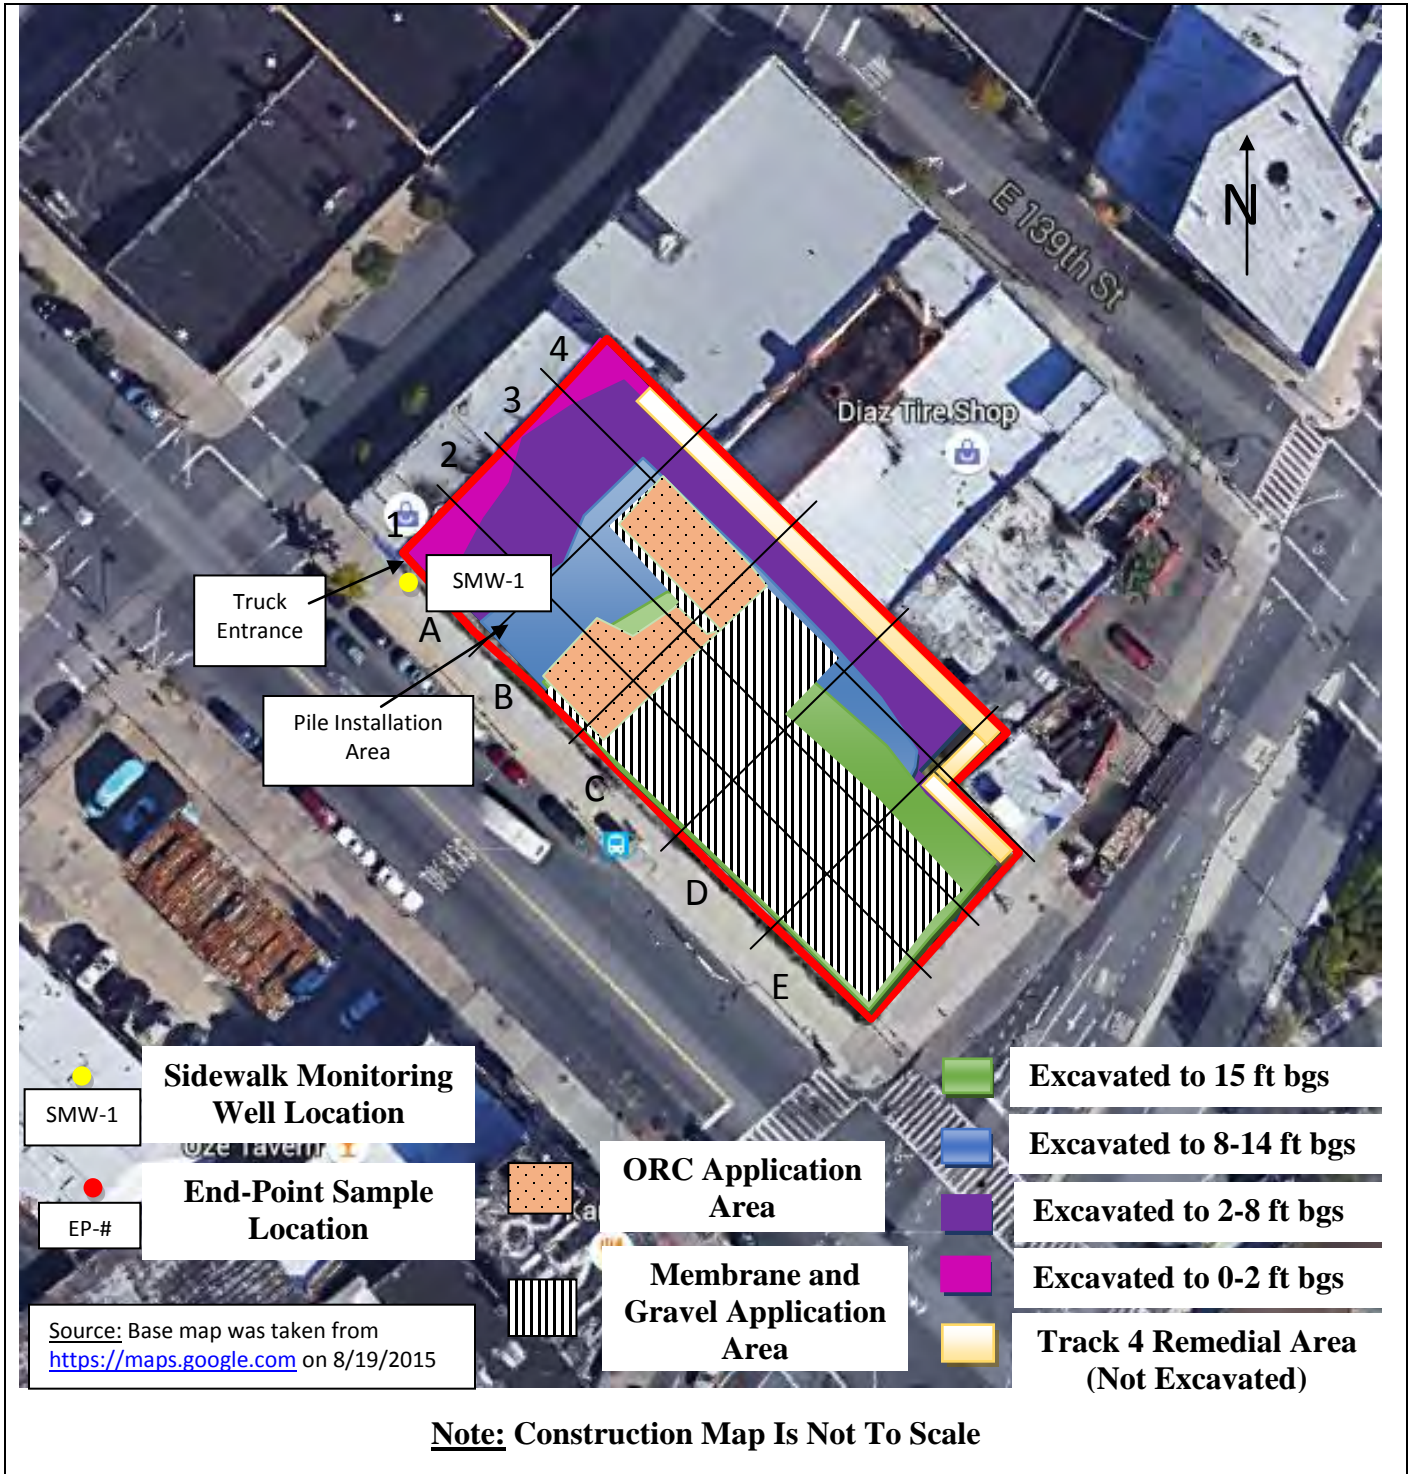 E 139th St
N
4
3
Diaz Tire Shop
2
1
SMW-1
Truck
Entrance
A
B
Pile Installation
Area
C
D
E
Sidewalk Monitoring
Well Location
SMW-1
Uze Tavern
End-Point Sample
Location
EP-#
ORC Application
Area
Membrane and
Gravel Application
Area
Excavated to 15 ft bgs
Excavated to 8-14 ft bgs
Excavated to 2-8 ft bgs
Excavated to 0-2 ft bgs
Track 4 Remedial Area
(Not Excavated)
Source: Base map was taken from
https://maps.google.com on 8/19/2015
Note: Construction Map Is Not To Scale